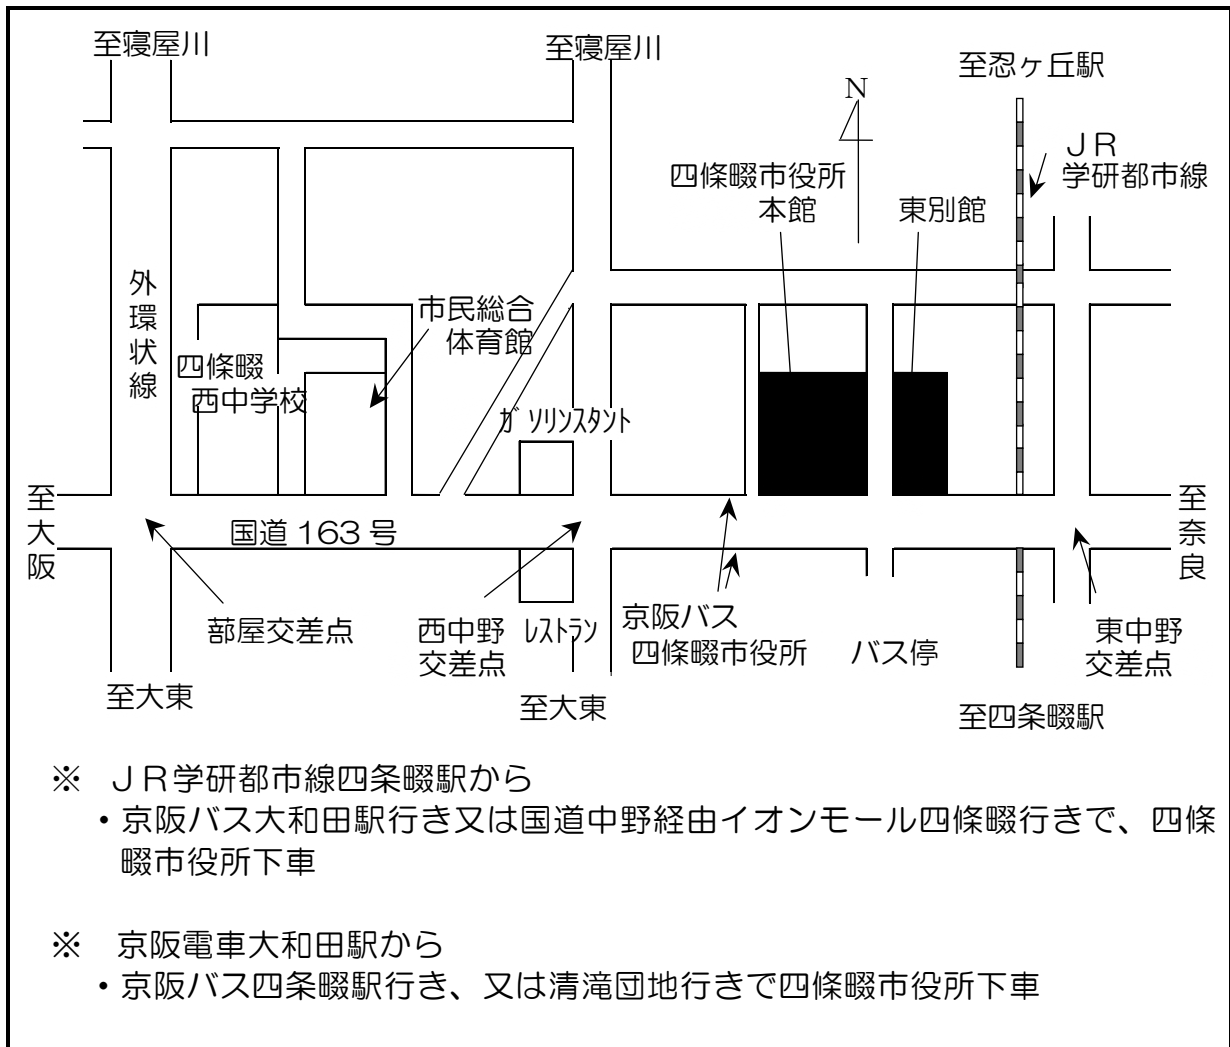 至寝屋川
至寝屋川
至忍ヶ丘駅
N
ＪＲ
学研都市線
四條畷市役所
本館
東別館
外環状線
市民総合
体育館
四條畷
西中学校
ｶﾞｿﾘﾝｽﾀﾝﾄ
至大阪
国道163号
至奈良
部屋交差点
西中野
交差点
ﾚｽﾄﾗﾝ
京阪バス
四條畷市役所　バス停
東中野
交差点
至大東
至大東
至四条畷駅
※　ＪＲ学研都市線四条畷駅から
・京阪バス大和田駅行き又は国道中野経由イオンモール四條畷行きで、四條
畷市役所下車
※　京阪電車大和田駅から
・京阪バス四条畷駅行き、又は清滝団地行きで四條畷市役所下車